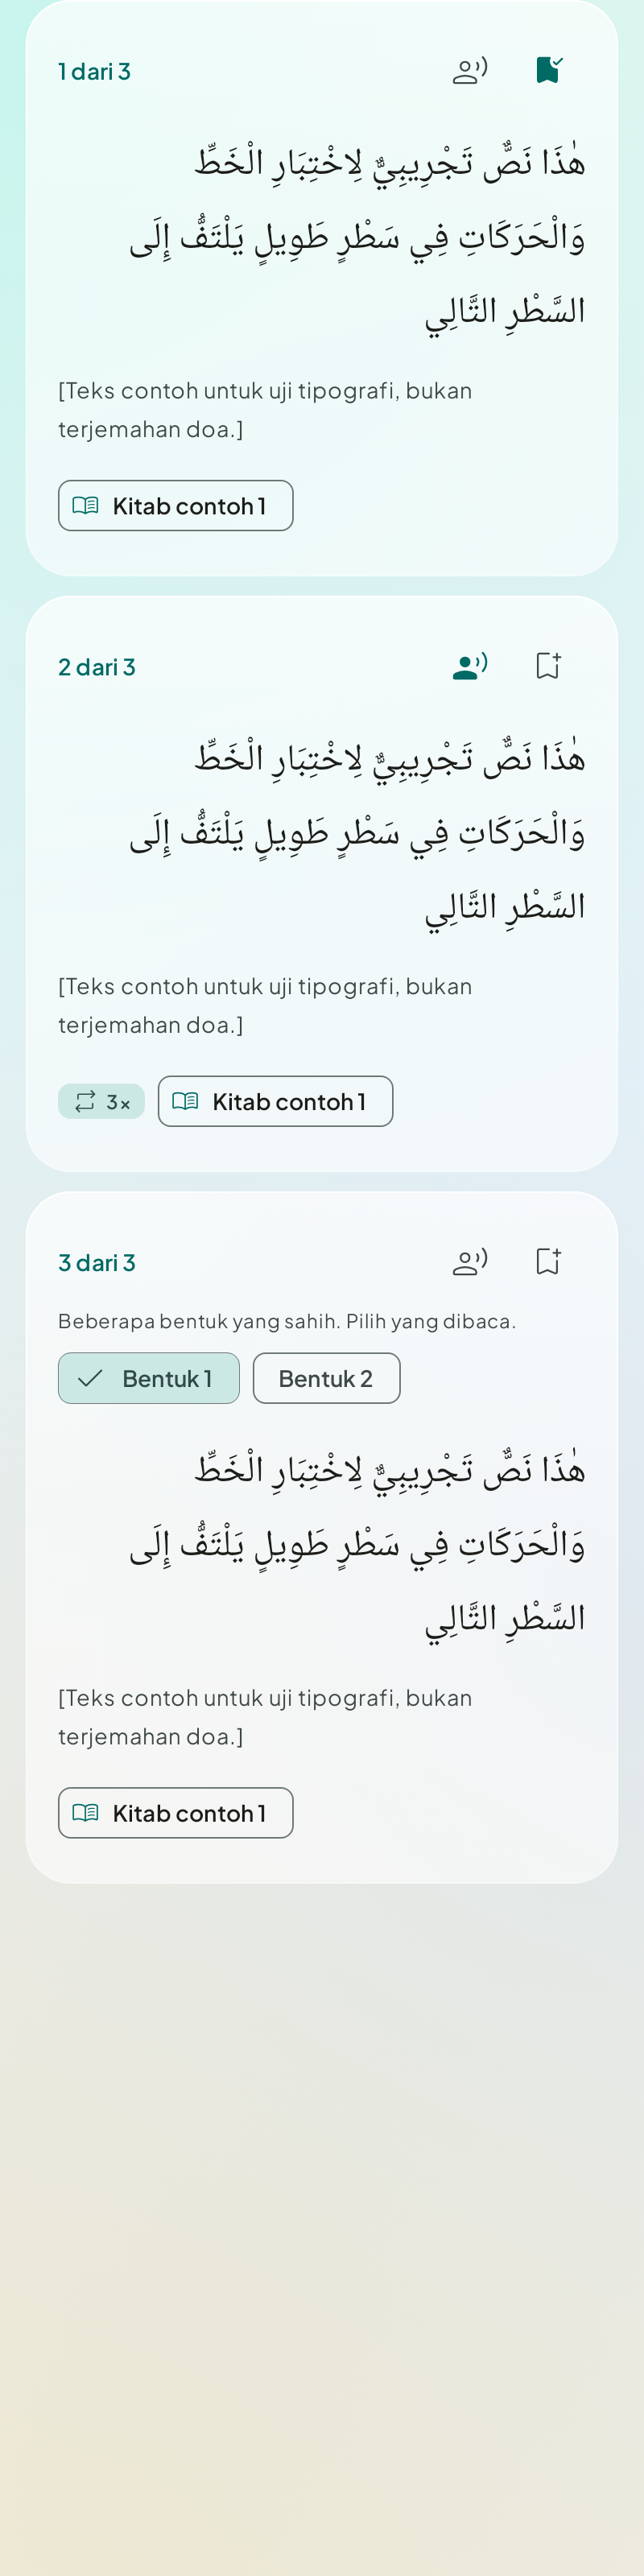 1 dari 3
هٰذَا نَصٌّ تَجْرِيبِيٌّ لِاخْتِبَارِ الْخَطِّ
وَالْحَرَكَاتِ فِي سَطْرٍ طَوِيلٍ يَلْتَفُّ إِلَى
السَّطْرِ التَّالِي
[Teks contoh untuk uji tipografi, bukan
terjemahan doa.]
Kitab contoh 1
2 dari 3
هٰذَا نَصٌّ تَجْرِيبِيٌّ لِاخْتِبَارِ الْخَطِّ
وَالْحَرَكَاتِ فِي سَطْرٍ طَوِيلٍ يَلْتَفُّ إِلَى
السَّطْرِ التَّالِي
[Teks contoh untuk uji tipografi, bukan
terjemahan doa.]
3× Kitab contoh 1
3 dari 3
Beberapa bentuk yang sahih. Pilih yang dibaca.
Bentuk 1 Bentuk 2
هٰذَا نَصٌّ تَجْرِيبِيٌّ لِاخْتِبَارِ الْخَطِّ
وَالْحَرَكَاتِ فِي سَطْرٍ طَوِيلٍ يَلْتَفُّ إِلَى
السَّطْرِ التَّالِي
[Teks contoh untuk uji tipografi, bukan
terjemahan doa.]
Kitab contoh 1